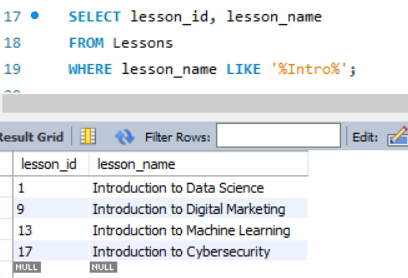 17 SELECT lesson_id, lesson_name
18 FROM Lessons
19 WHERE lesson_name LIKE '%Intro%';
Result Grid Filter Rows: Edit:
lesson_id lesson_name
1 Introduction to Data Science
9 Introduction to Digital Marketing
13 Introduction to Machine Learning
17 Introduction to Cybersecurity
NULL NULL